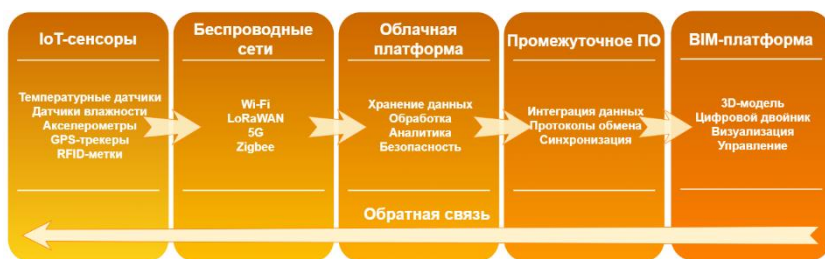 IoT-сенсоры
Температурные датчики
Датчики влажности
Акселерометры
GPS-трекеры
RFID-метки
Беспроводные
сети
Wi-Fi
LoRaWAN
5G
Zigbee
Облачная
платформа
Хранение данных
Обработка
Аналитика
Безопасность
Промежуточное ПО
Интеграция данных
Протоколы обмена
Синхронизация
BIM-платформа
3D-модель
Цифровой двойник
Визуализация
Управление
Обратная связь